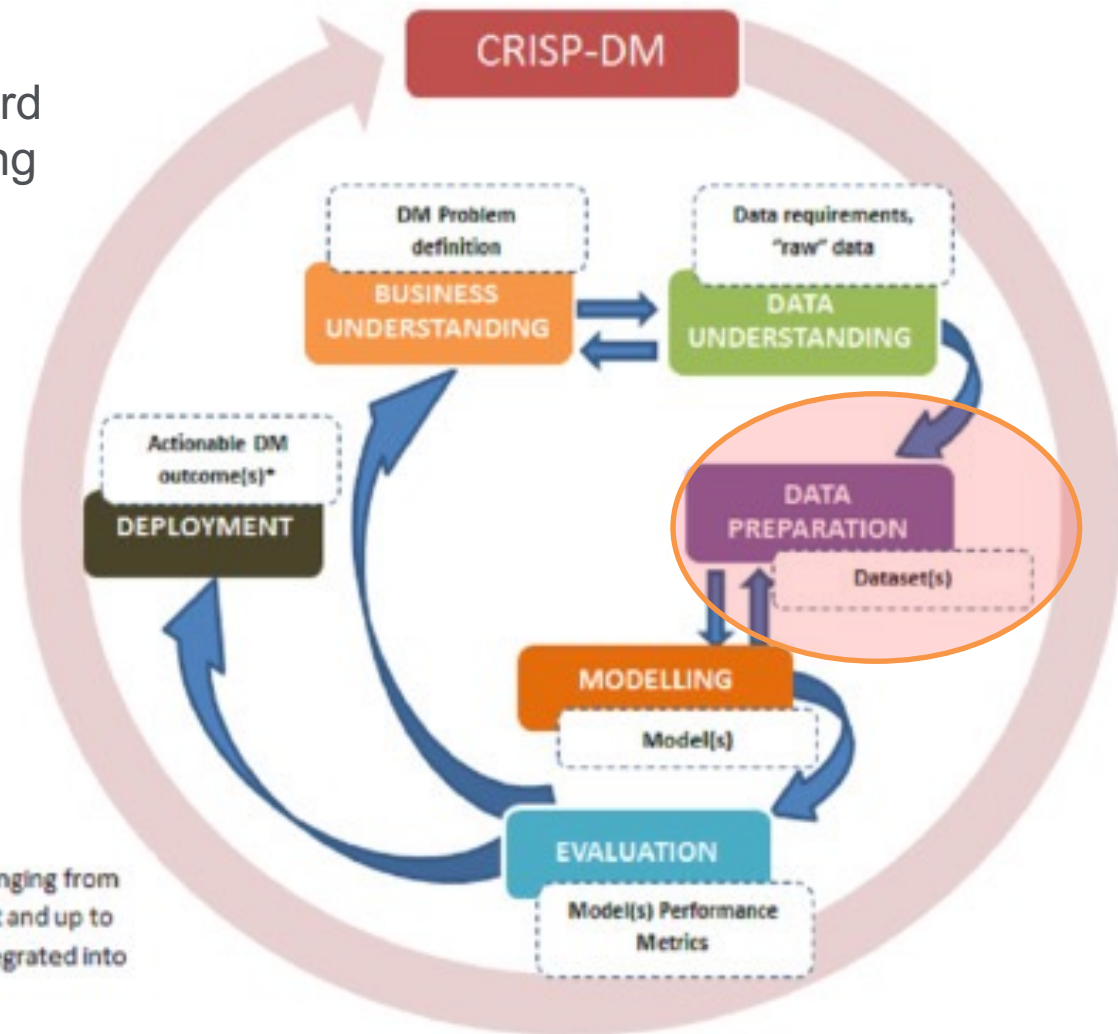 CRISP-DM
rd
ng
DM Problem
definition
BUSINESS
UNDERSTANDING
Data requirements,
"raw" data
DATA
UNDERSTANDING
Actionable DM
outcome(s)*
DEPLOYMENT
DATA
PREPARATION
Dataset(s)
MODELLING
Model(s)
EVALUATION
Model(s) Performance
Metrics
nging from
and up to
egrated into